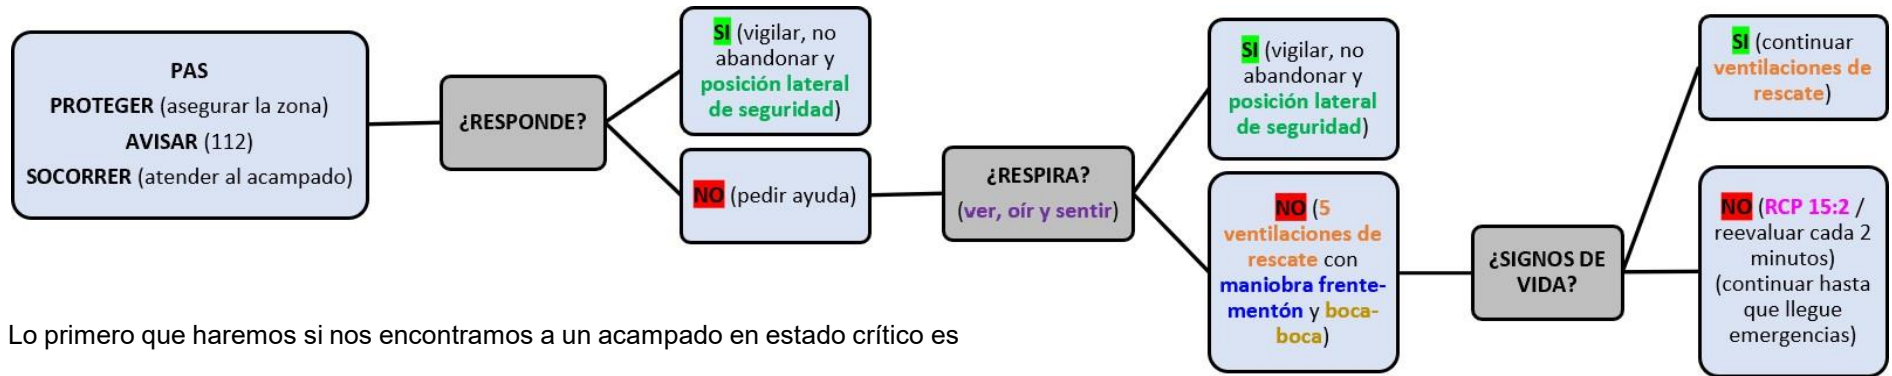 PAS
PROTEGER (asegurar la zona)
AVISAR (112)
SOCORRER (atender al acampado)
¿RESPONDE?
SI (vigilar, no
abandonar y
posición lateral
de seguridad)
NO (pedir ayuda)
¿RESPIRA?
(ver, oír y sentir)
SI (vigilar, no
abandonar y
posición lateral
de seguridad)
NO (5
ventilaciones de
rescate con
maniobra frente-
mentón y boca-
boca)
¿SIGNOS DE
VIDA?
SI (continuar
ventilaciones de
rescate)
NO (RCP 15:2 /
reevaluar cada 2
minutos)
(continuar hasta
que llegue
emergencias)
Lo primero que haremos si nos encontramos a un acampado en estado crítico es